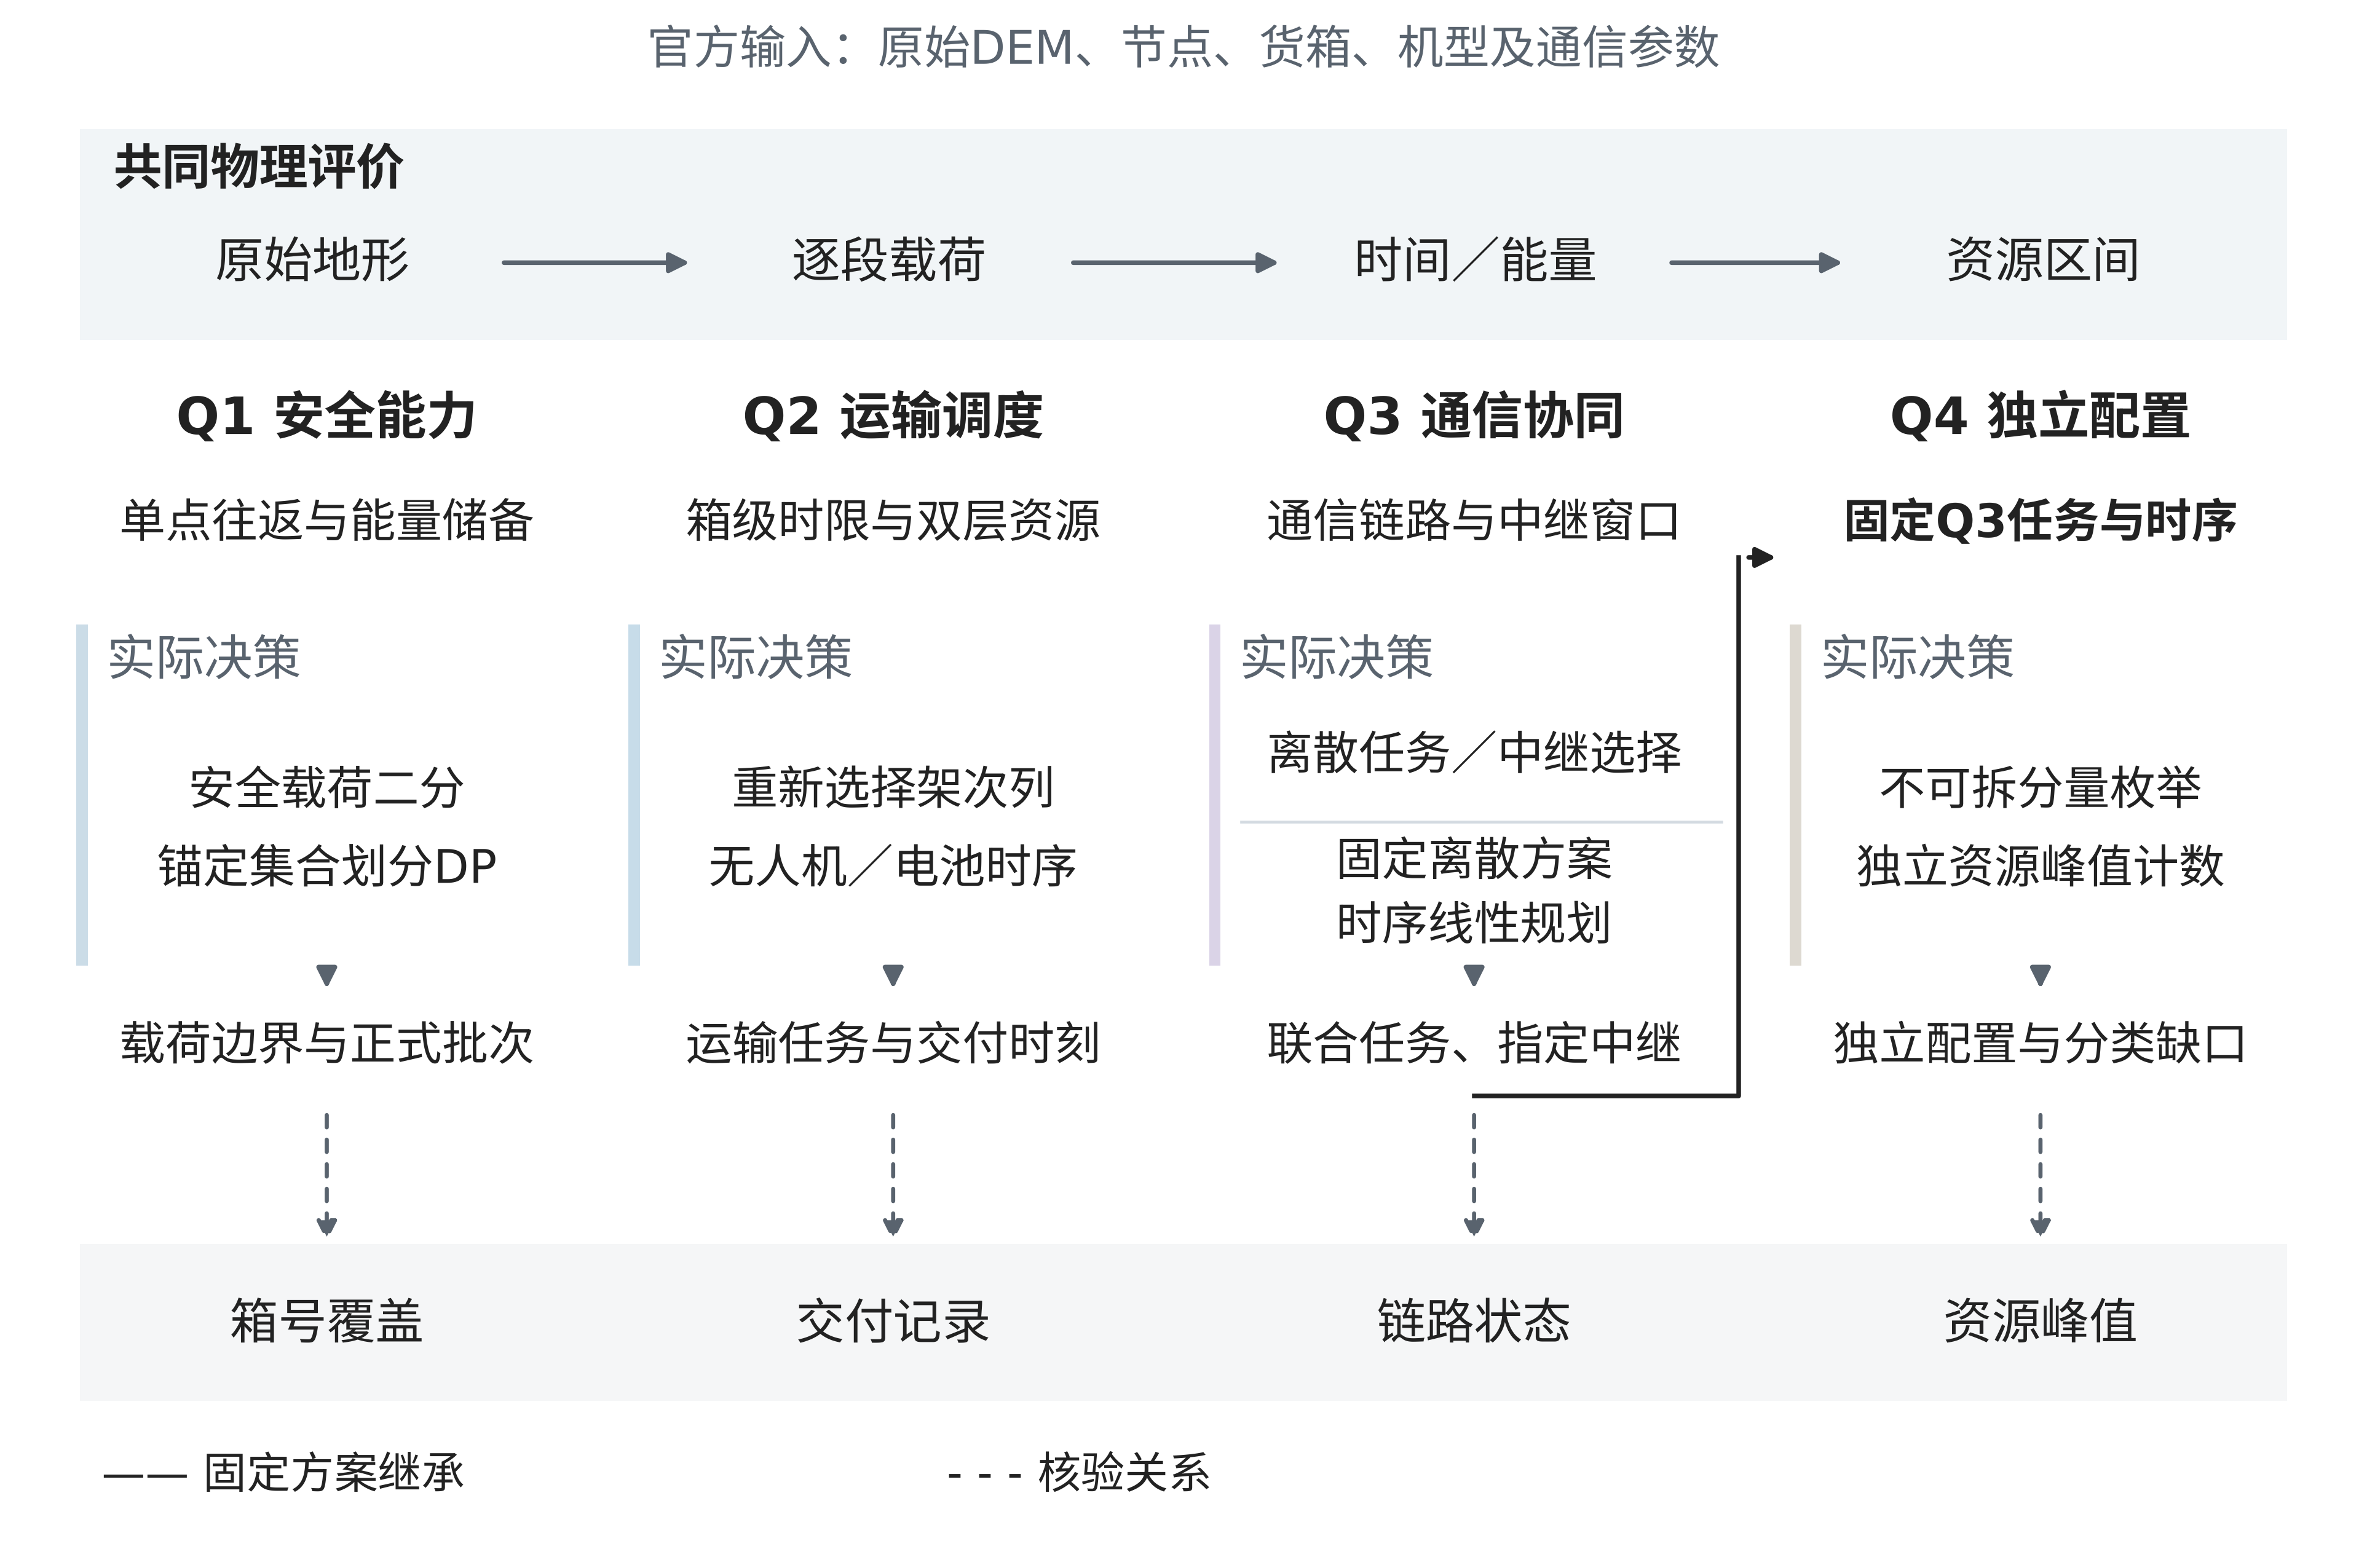 官方输入：原始DEM、节点、货箱、机型及通信参数
共同物理评价
原始地形
逐段载荷
时间／能量
资源区间
Q1 安全能力
Q2 运输调度
Q3 通信协同
Q4 独立配置
单点往返与能量储备
箱级时限与双层资源
通信链路与中继窗口
固定Q3任务与时序
实际决策
安全载荷二分
锚定集合划分DP
实际决策
重新选择架次列
无人机／电池时序
实际决策
离散任务／中继选择
固定离散方案
时序线性规划
实际决策
不可拆分量枚举
独立资源峰值计数
载荷边界与正式批次
运输任务与交付时刻
联合任务、指定中继
独立配置与分类缺口
箱号覆盖
交付记录
链路状态
资源峰值
—— 固定方案继承
- - - 核验关系